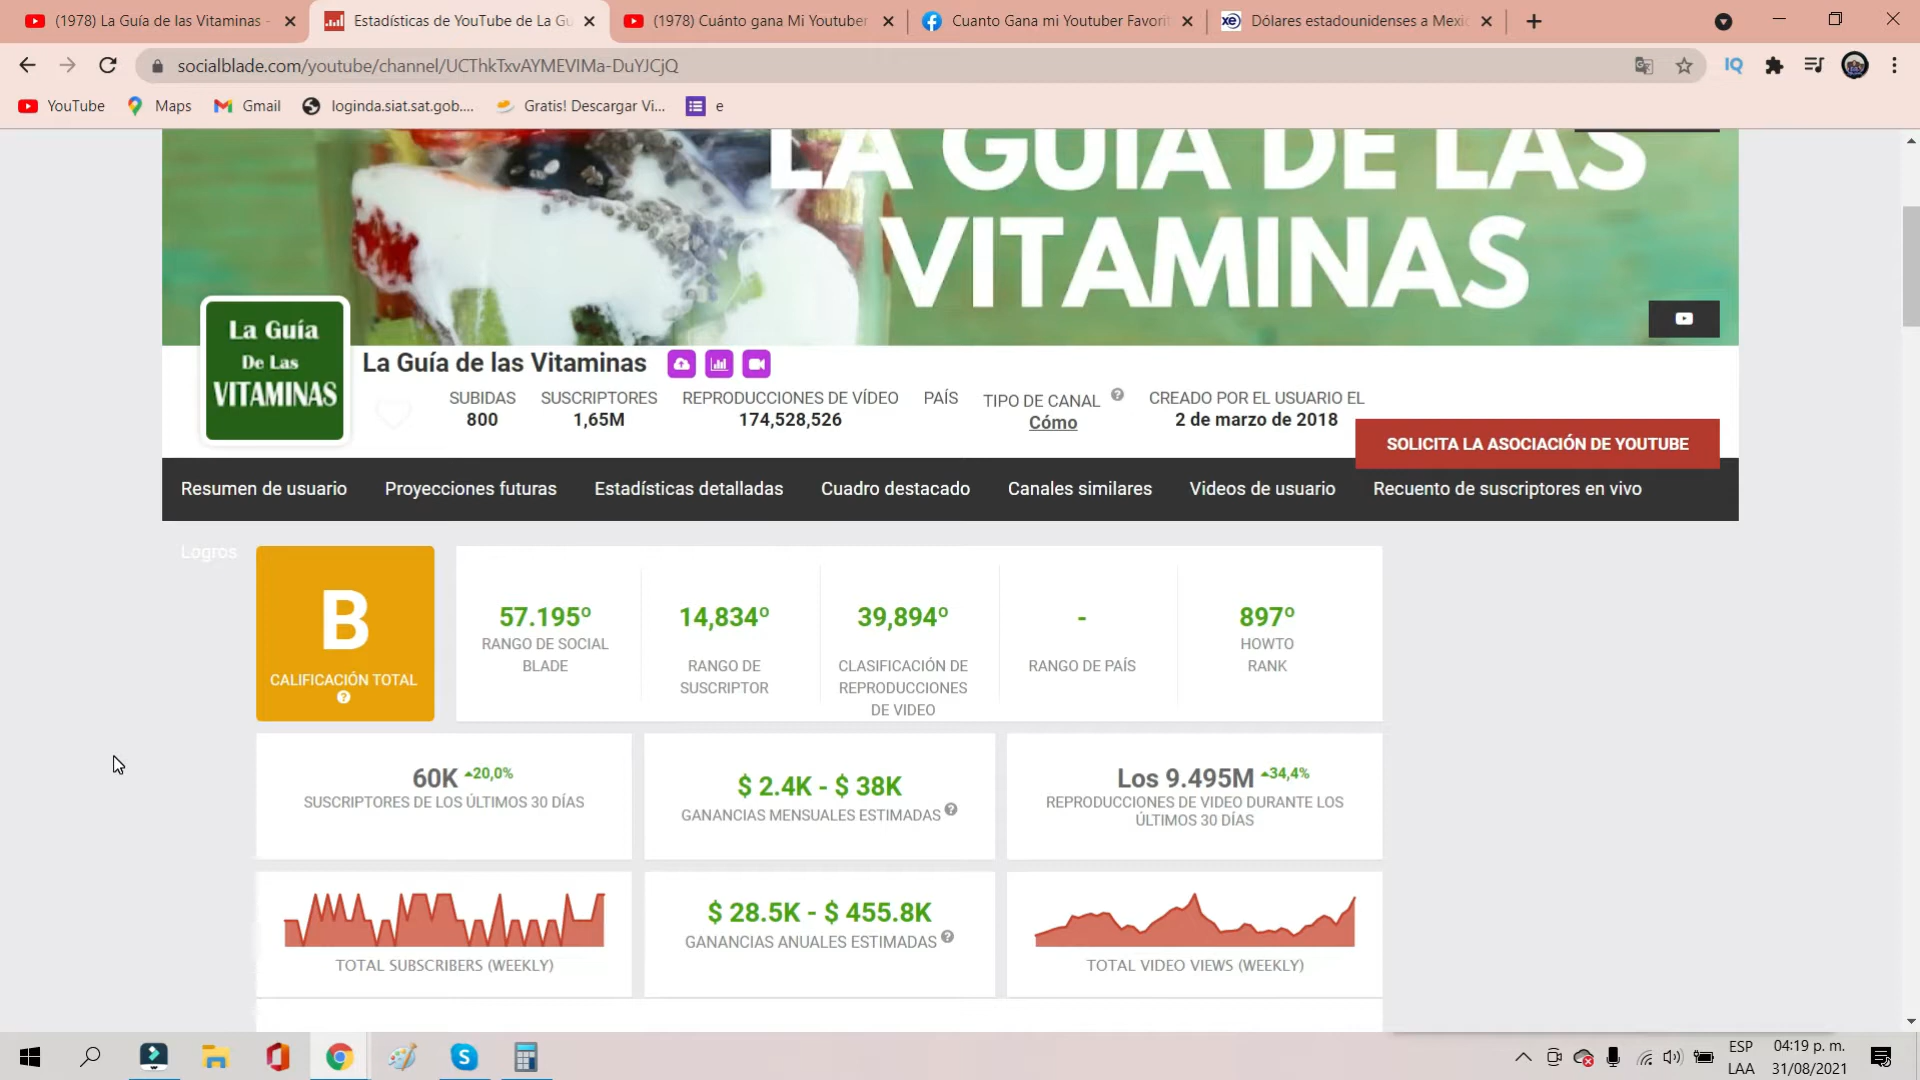 (1978) La Guía de las Vitaminas -
Estadísticas de YouTube de La Gu
(1978) Cuánto gana Mi Youtuber
Cuanto Gana mi Youtuber Favorit
xe
Dólares estadounidenses a Mexic
socialblade.com/youtube/channel/UCThkTxvAYMEVIMa-DuYJCjQ
IQ
YouTube
Maps
Gmail
loginda.siat.sat.gob....
Gratis! Descargar Vi...
e
LA GUÍA DE LAS
VITAMINAS
La Guía
De Las
VITAMINAS
La Guía de las Vitaminas
SUBIDAS
800
SUSCRIPTORES
1,65M
REPRODUCCIONES DE VÍDEO
174,528,526
PAÍS
TIPO DE CANAL
Cómo
CREADO POR EL USUARIO EL
2 de marzo de 2018
SOLICITA LA ASOCIACIÓN DE YOUTUBE
Resumen de usuario
Proyecciones futuras
Estadísticas detalladas
Cuadro destacado
Canales similares
Videos de usuario
Recuento de suscriptores en vivo
Logros
B
CALIFICACIÓN TOTAL
57.195º
RANGO DE SOCIAL
BLADE
14,834º
RANGO DE
SUSCRIPTOR
39,894º
CLASIFICACIÓN DE
REPRODUCCIONES
DE VIDEO
-
RANGO DE PAÍS
897º
HOWTO
RANK
60K 20,0%
SUSCRIPTORES DE LOS ÚLTIMOS 30 DÍAS
$ 2.4K - $ 38K
GANANCIAS MENSUALES ESTIMADAS
Los 9.495M 34,4%
REPRODUCCIONES DE VIDEO DURANTE LOS
ÚLTIMOS 30 DÍAS
TOTAL SUBSCRIBERS (WEEKLY)
$ 28.5K - $ 455.8K
GANANCIAS ANUALES ESTIMADAS
TOTAL VIDEO VIEWS (WEEKLY)
ESP
LAA
04:19 p. m.
31/08/2021